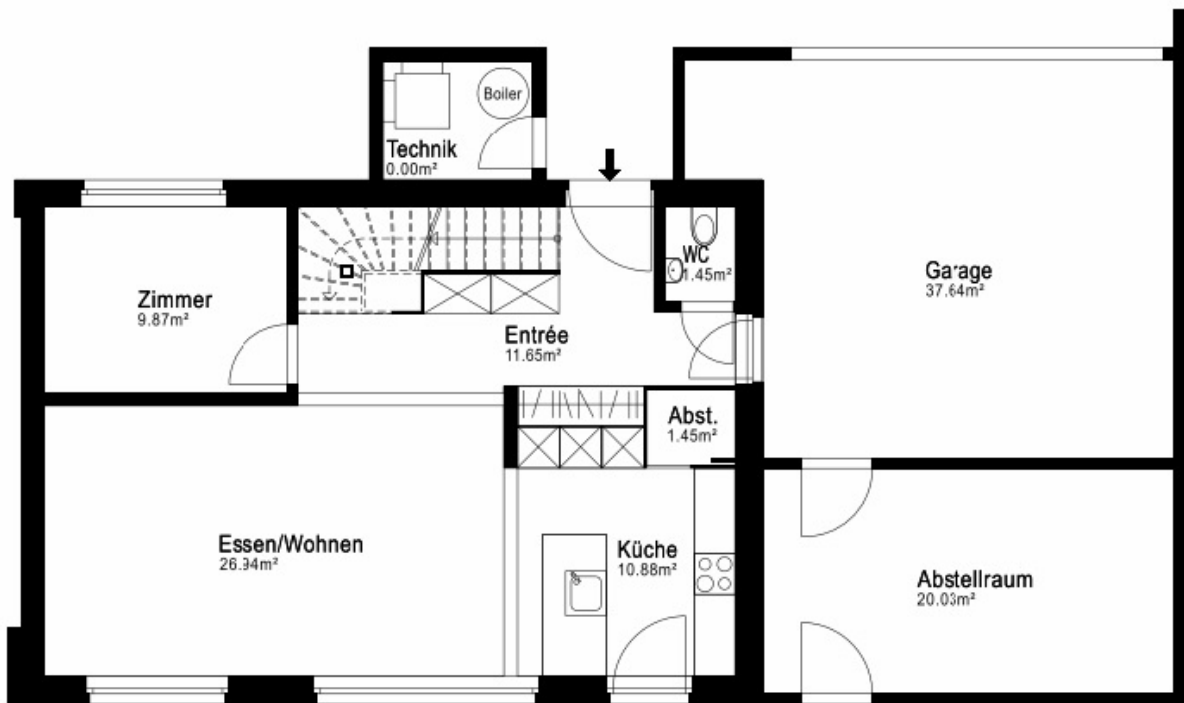 Boiler
Technik
0.00m²
WC
1.45m²
Garage
37.64m²
Zimmer
9.87m²
Entrée
11.65m²
Abst.
1.45m²
Essen/Wohnen
26.94m²
Küche
10.88m²
Abstellraum
20.03m²